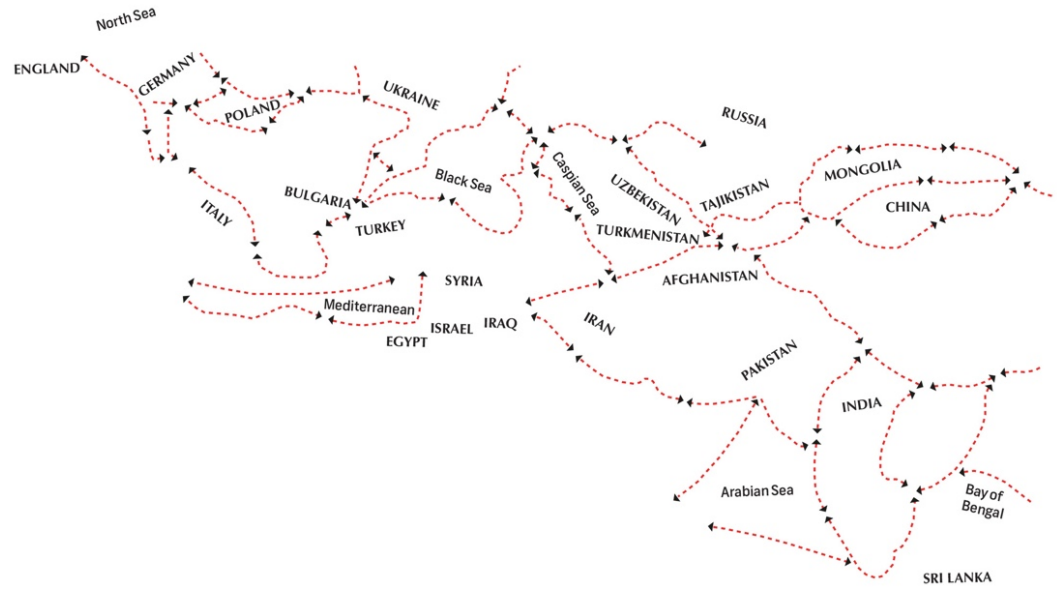 North Sea
ENGLAND
GERMANY
POLAND
UKRAINE
RUSSIA
ITALY
BULGARIA
Black Sea
TURKEY
Caspian Sea
UZBEKISTAN
TAJIKISTAN
MONGOLIA
CHINA
TURKMENISTAN
AFGHANISTAN
SYRIA
Mediterranean
EGYPT
ISRAEL
IRAQ
IRAN
PAKISTAN
INDIA
Arabian Sea
Bay of
Bengal
SRI LANKA